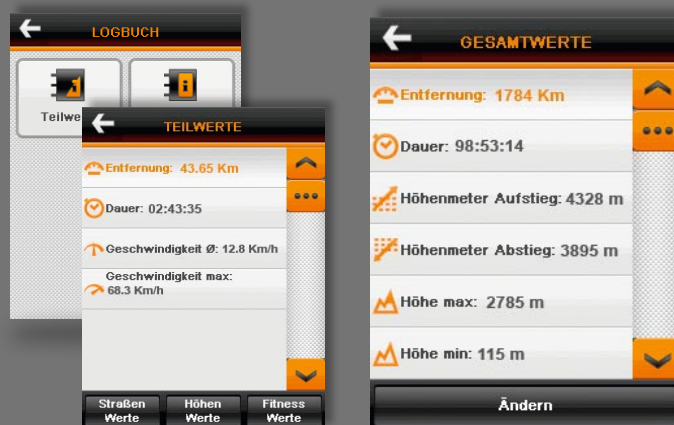 LOGBUCH
TEILWERTE
Entfernung: 43.65 Km
Dauer: 02:43:35
Geschwindigkeit Ø: 12.8 Km/h
Geschwindigkeit max:
68.3 Km/h
Straßen Höhen Fitness
Werte Werte Werte
GESAMTWERTE
Entfernung: 1784 Km
Dauer: 98:53:14
Höhenmeter Aufstieg: 4328 m
Höhenmeter Abstieg: 3895 m
Höhe max: 2785 m
Höhe min: 115 m
Ändern